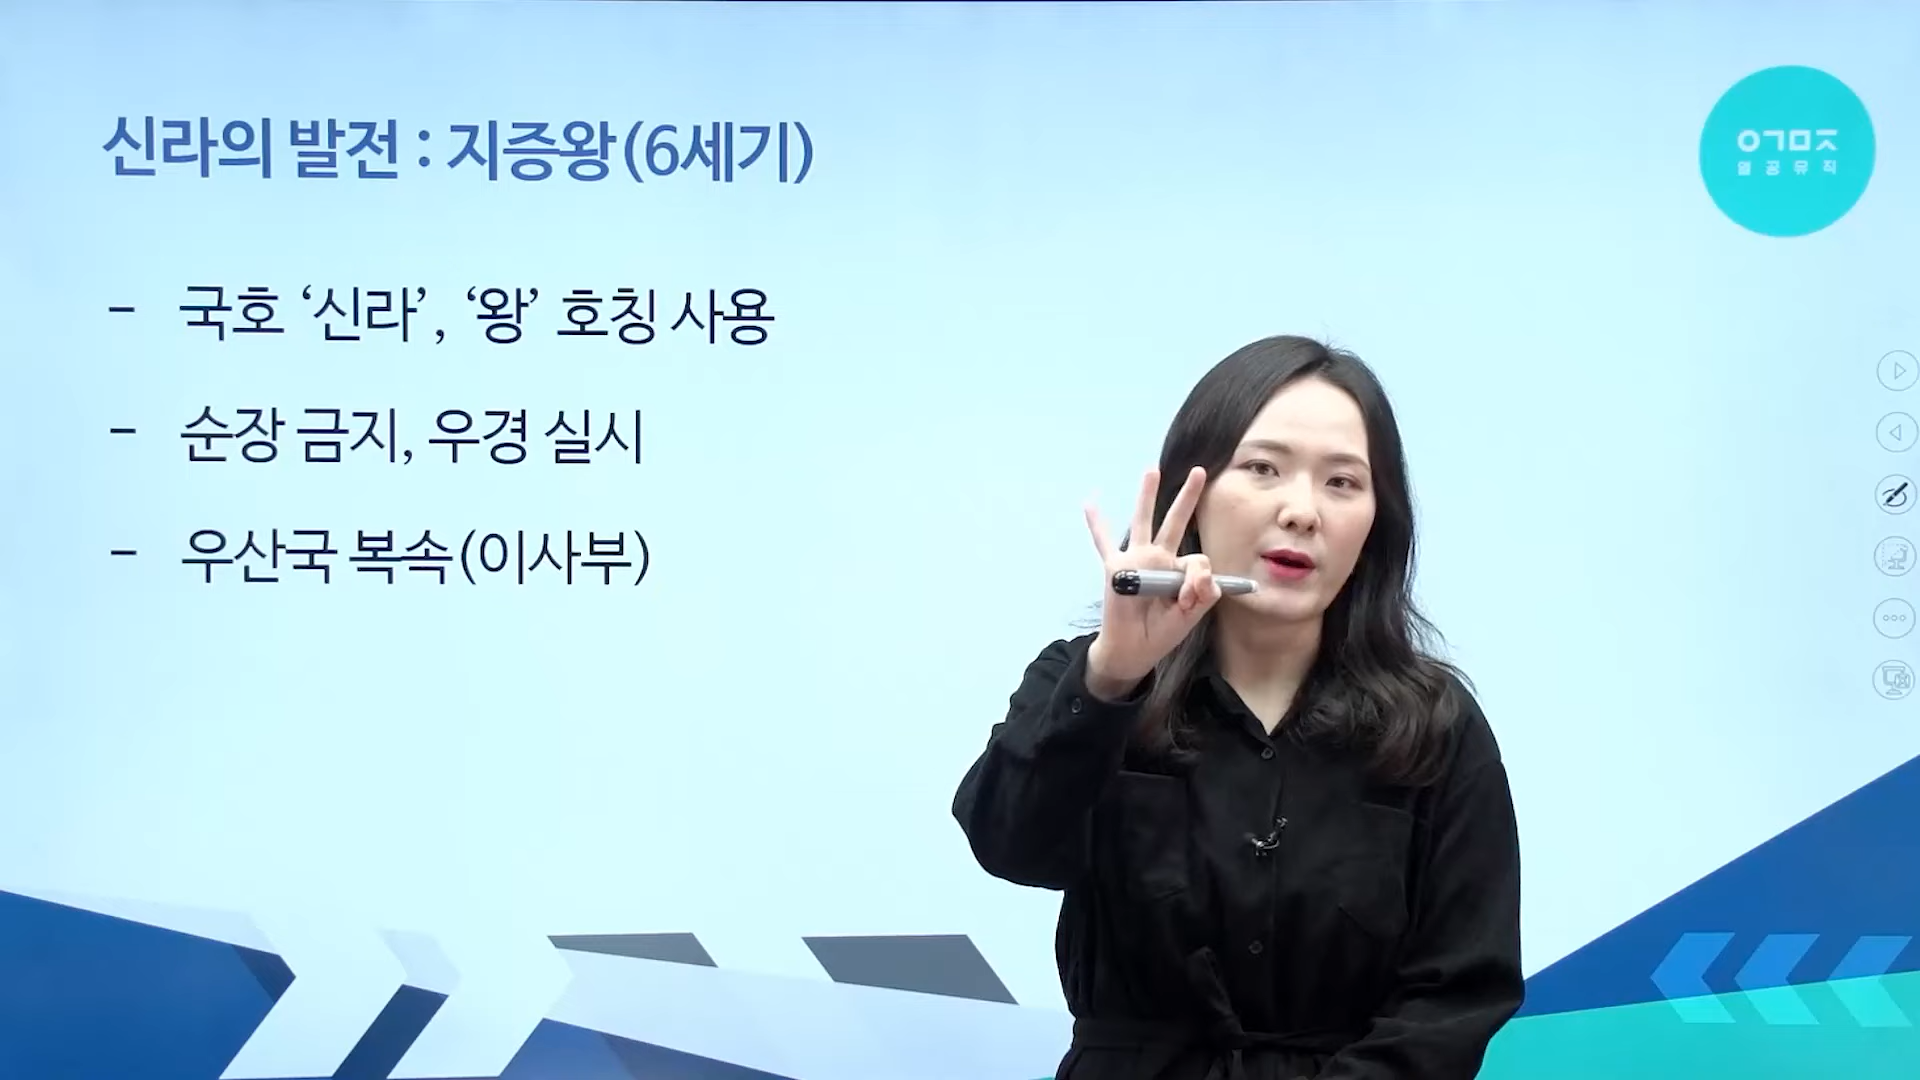 신라의 발전 : 지증왕(6세기)
ㅇㄱㅁㅈ
열공뮤직
- 국호 ‘신라’, ‘왕’ 호칭 사용
- 순장 금지, 우경 실시
- 우산국 복속(이사부)